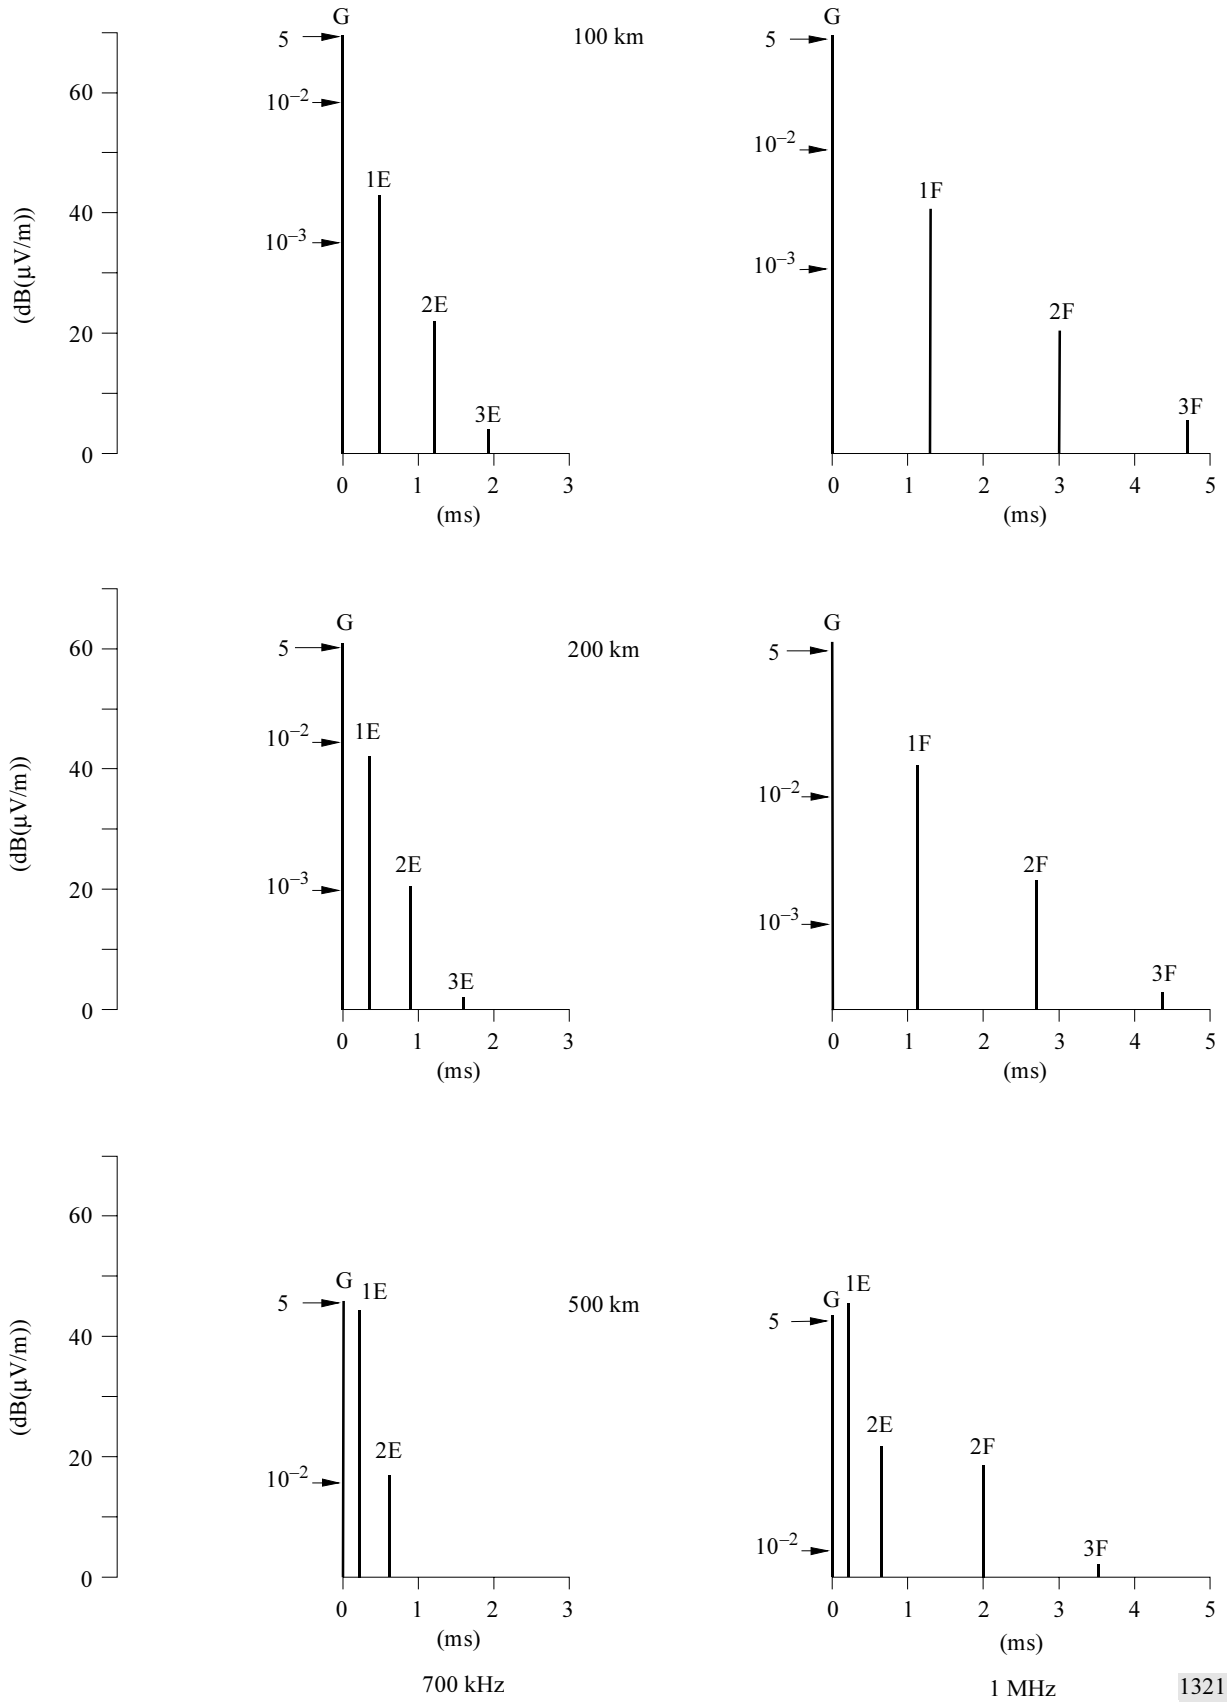 G
5
100 km
10⁻²
1E
10⁻³
2E
3E
60
40
20
0
(dB(μV/m))
0 1 2 3
(ms)
G
5
10⁻²
1F
10⁻³
2F
3F
0 1 2 3 4 5
(ms)
G
5
200 km
10⁻²
1E
10⁻³
2E
3E
60
40
20
0
(dB(μV/m))
0 1 2 3
(ms)
G
5
1F
10⁻²
2F
10⁻³
3F
0 1 2 3 4 5
(ms)
G
1E
5
500 km
2E
10⁻²
60
40
20
0
(dB(μV/m))
0 1 2 3
(ms)
700 kHz
G
1E
5
2E
2F
10⁻²
3F
0 1 2 3 4 5
(ms)
1 MHz
1321